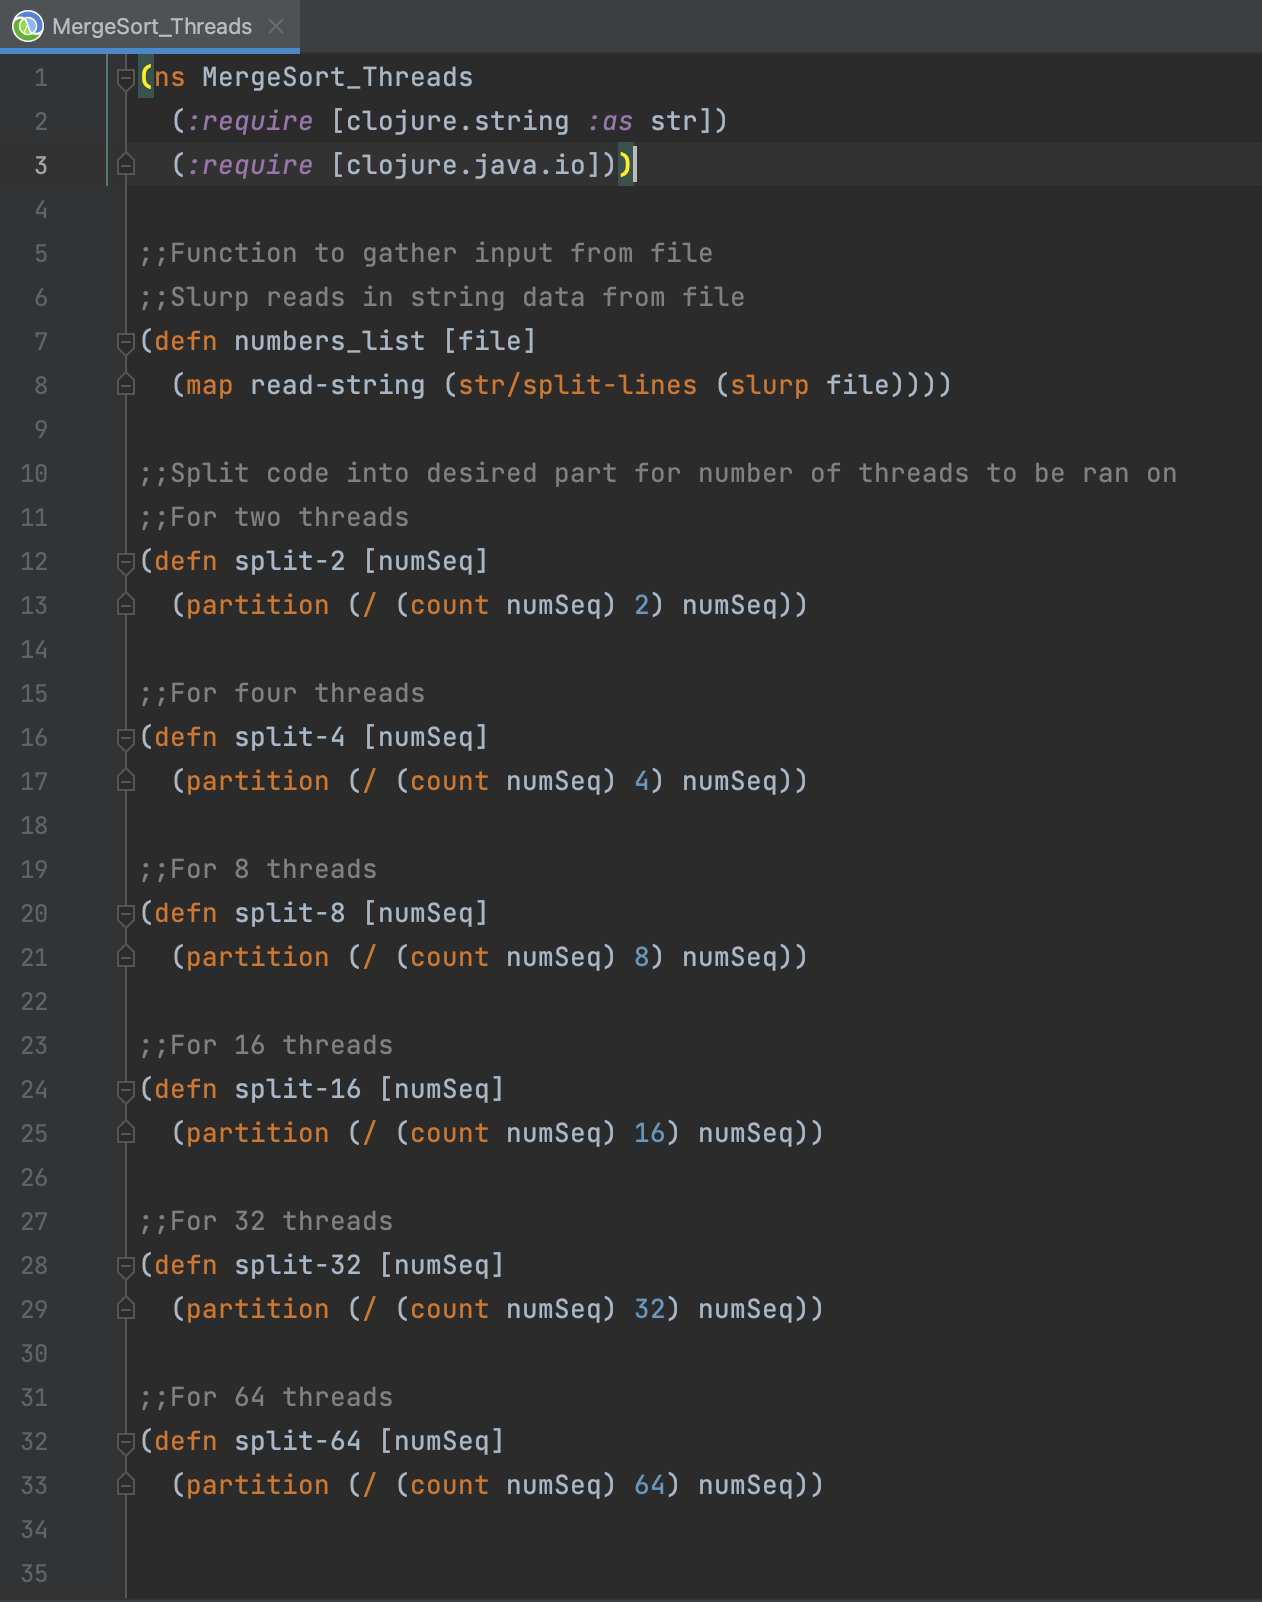 MergeSort_Threads
1 (ns MergeSort_Threads
2 (:require [clojure.string :as str])
3 (:require [clojure.java.io]))
4
5 ;;Function to gather input from file
6 ;;Slurp reads in string data from file
7 (defn numbers_list [file]
8 (map read-string (str/split-lines (slurp file))))
9
10 ;;Split code into desired part for number of threads to be ran on
11 ;;For two threads
12 (defn split-2 [numSeq]
13 (partition (/ (count numSeq) 2) numSeq))
14
15 ;;For four threads
16 (defn split-4 [numSeq]
17 (partition (/ (count numSeq) 4) numSeq))
18
19 ;;For 8 threads
20 (defn split-8 [numSeq]
21 (partition (/ (count numSeq) 8) numSeq))
22
23 ;;For 16 threads
24 (defn split-16 [numSeq]
25 (partition (/ (count numSeq) 16) numSeq))
26
27 ;;For 32 threads
28 (defn split-32 [numSeq]
29 (partition (/ (count numSeq) 32) numSeq))
30
31 ;;For 64 threads
32 (defn split-64 [numSeq]
33 (partition (/ (count numSeq) 64) numSeq))
34
35